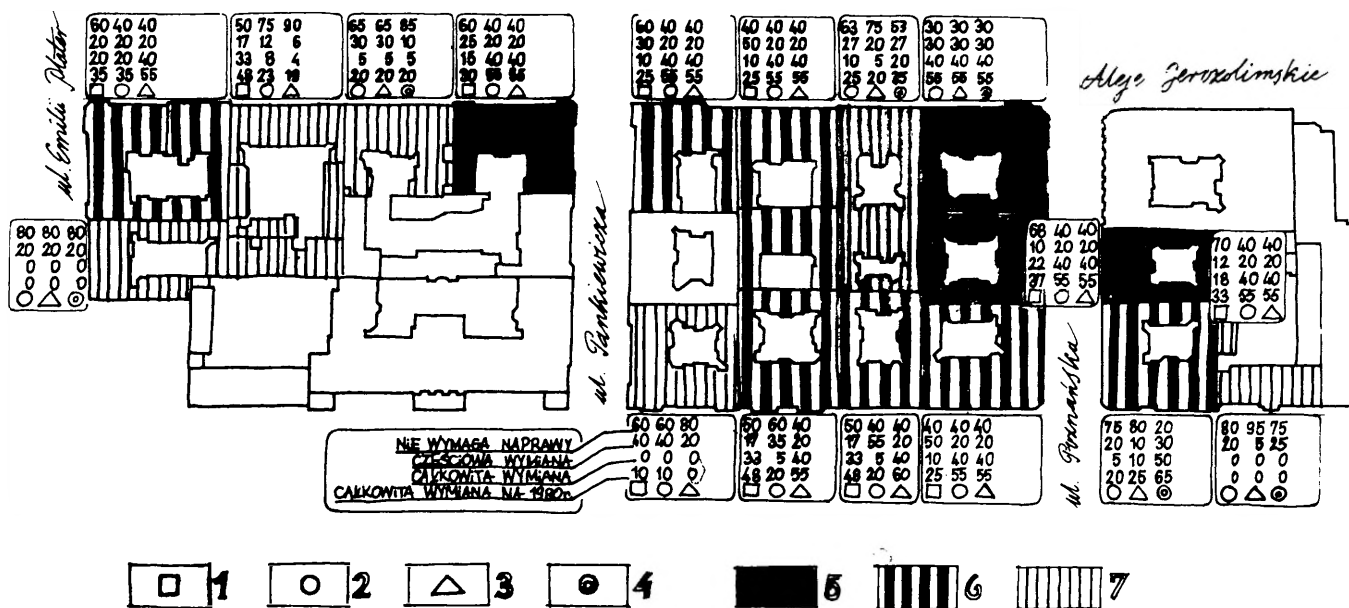 ul. Emilii Plater
60 40 40
20 20 20
20 20 40
35 35 55
50 75 90
17 12 6
33 8 4
48 23 19
65 65 85
30 30 10
5 5 5
20 20 20
60 40 40
25 20 20
15 40 40
30 55 55
60 40 40
30 20 20
10 40 40
25 55 55
40 40 40
50 20 20
10 40 40
25 55 55
63 75 53
27 20 27
10 5 20
25 20 35
30 30 30
30 30 30
40 40 40
55 55 55
Aleje Jerozolimskie
80 80 80
20 20 20
0 0 0
0 0 0
68 40 40
10 20 20
22 40 40
37 55 55
70 40 40
12 20 20
18 40 40
33 55 55
ul. Pankiewicza
ul. Poznańska
NIE WYMAGA NAPRAWY
CZĘŚCIOWA WYMIANA
CAŁKOWITA WYMIANA
CAŁKOWITA WYMIANA NA 1980r.
60 60 80
40 40 20
0 0 0
10 10 0
50 60 40
17 35 20
33 5 40
48 20 55
50 40 40
17 55 20
33 5 40
48 20 60
40 40 40
50 20 20
10 40 40
25 55 55
75 80 20
20 10 30
5 10 50
20 25 65
80 95 75
20 5 25
0 0 0
0 0 0
1 2 3 4 5 6 7